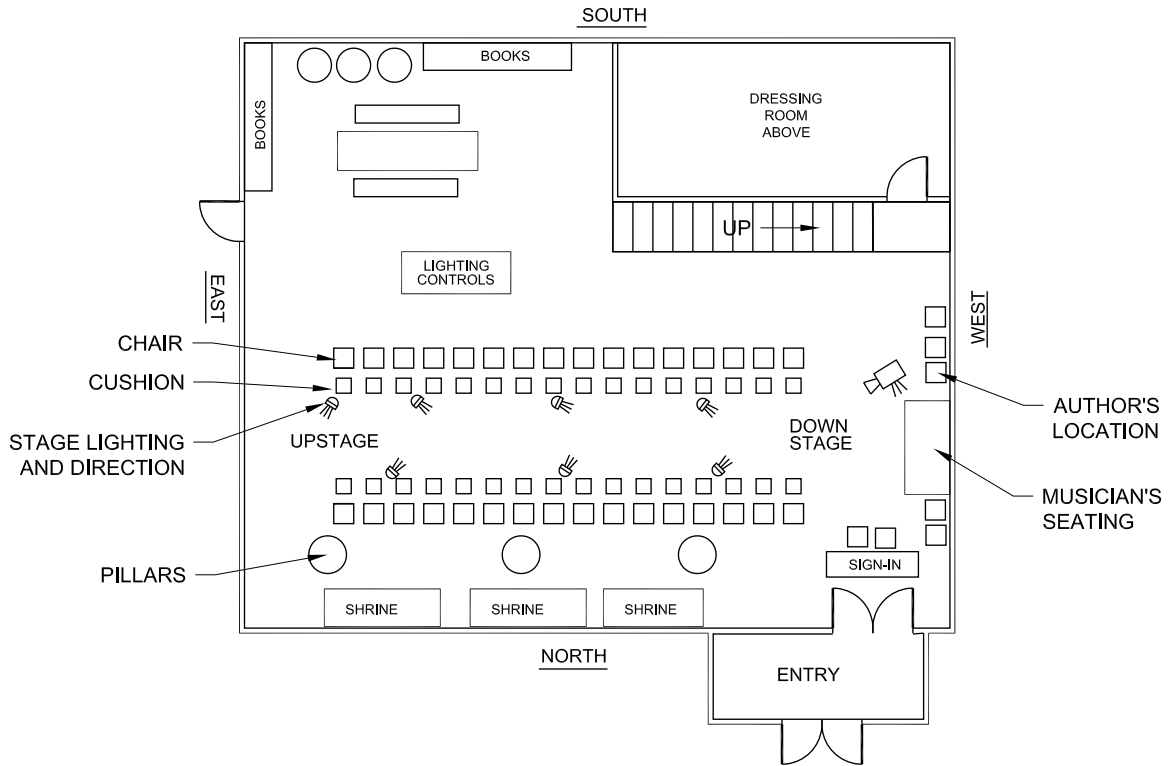 SOUTH
BOOKS
BOOKS
DRESSING
ROOM
ABOVE
UP
LIGHTING
CONTROLS
EAST
WEST
CHAIR
CUSHION
STAGE LIGHTING
AND DIRECTION
UPSTAGE
DOWN
STAGE
AUTHOR'S
LOCATION
MUSICIAN'S
SEATING
PILLARS
SIGN-IN
SHRINE
SHRINE
SHRINE
NORTH
ENTRY